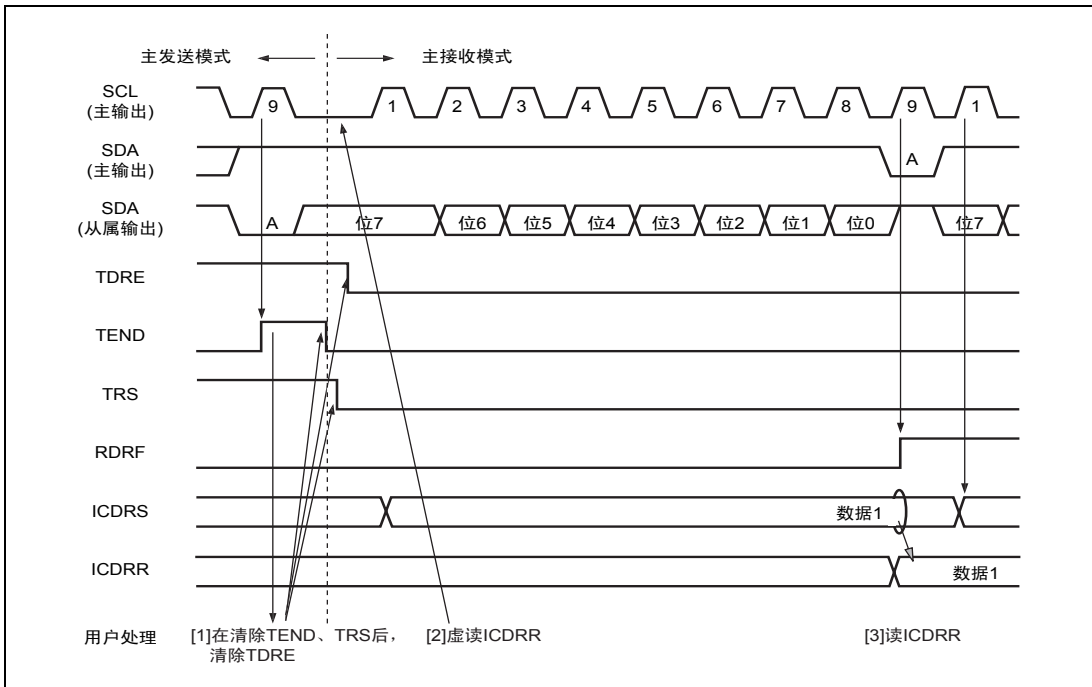 主发送模式 主接收模式
SCL
(主输出)
9 1 2 3 4 5 6 7 8 9 1
SDA
(主输出)
A
SDA
(从属输出)
A 位7 位6 位5 位4 位3 位2 位1 位0 位7
TDRE
TEND
TRS
RDRF
ICDRS
数据1
ICDRR
数据1
用户处理
[1]在清除TEND、TRS后，
清除TDRE
[2]虚读ICDRR
[3]读ICDRR